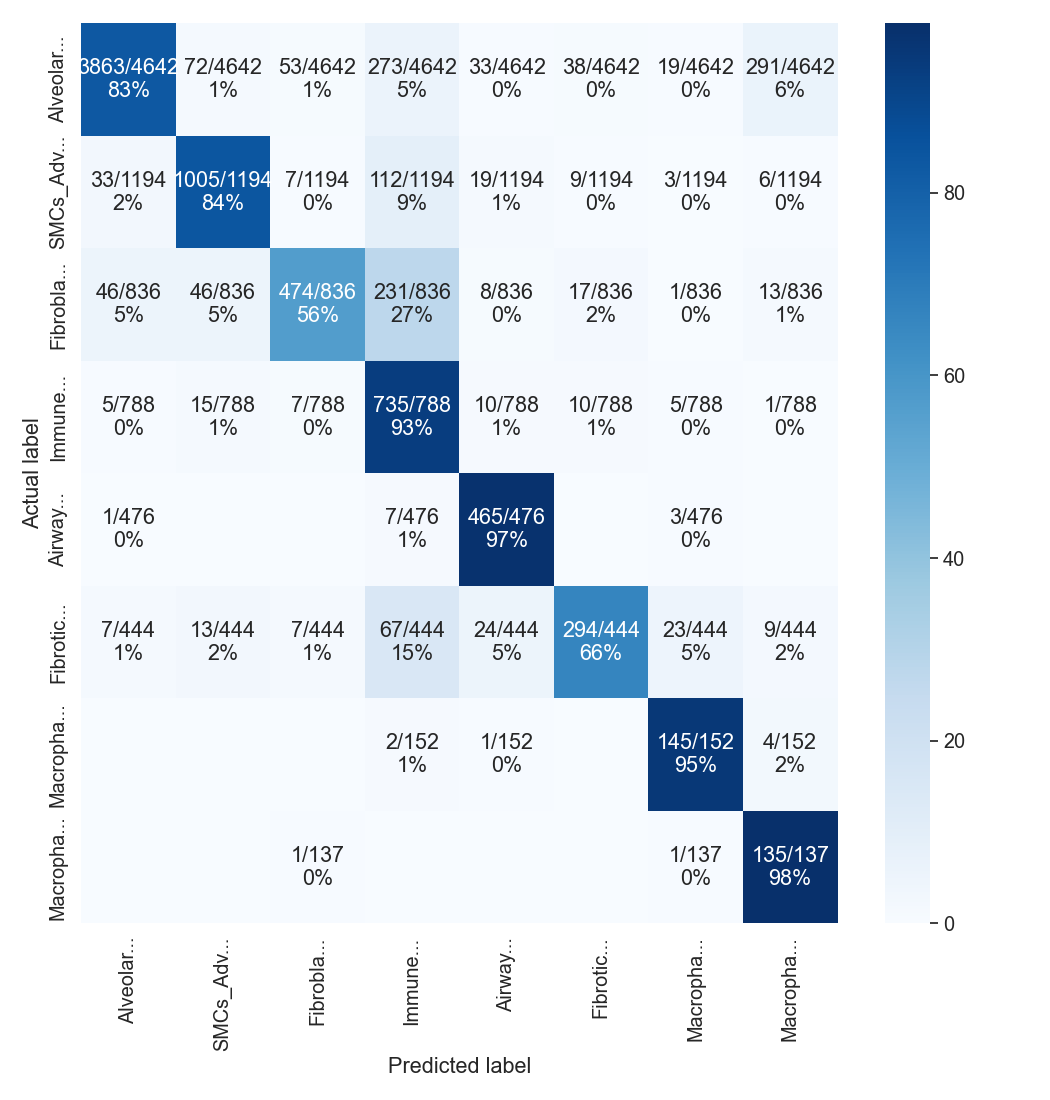 3863/4642 72/4642 53/4642 273/4642 33/4642 38/4642 19/4642 291/4642
83% 1% 1% 5% 0% 0% 0% 6%
33/1194 1005/1194 7/1194 112/1194 19/1194 9/1194 3/1194 6/1194
2% 84% 0% 9% 1% 0% 0% 0%
46/836 46/836 474/836 231/836 8/836 17/836 1/836 13/836
5% 5% 56% 27% 0% 2% 0% 1%
5/788 15/788 7/788 735/788 10/788 10/788 5/788 1/788
0% 1% 0% 93% 1% 1% 0% 0%
1/476 7/476 465/476 3/476
0% 1% 97% 0%
7/444 13/444 7/444 67/444 24/444 294/444 23/444 9/444
1% 2% 1% 15% 5% 66% 5% 2%
2/152 1/152 145/152 4/152
1% 0% 95% 2%
1/137 1/137 135/137
0% 0% 98%
Actual label
Alveolar...
SMCs_Adv...
Fibrobla...
Immune...
Airway...
Fibrotic...
Macropha...
Macropha...
Alveolar...
SMCs_Adv...
Fibrobla...
Immune...
Airway...
Fibrotic...
Macropha...
Macropha...
Predicted label
80
60
40
20
0